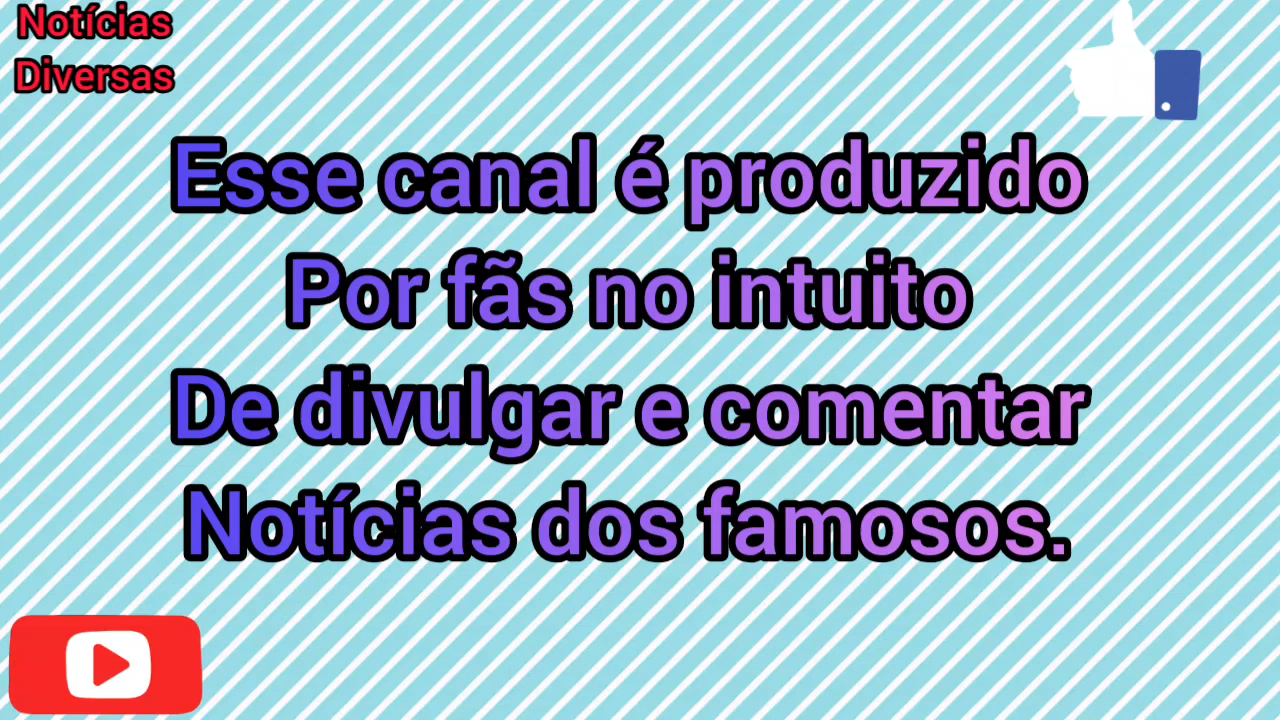 Notícias
Diversas
Esse canal é produzido
Por fãs no intuito
De divulgar e comentar
Notícias dos famosos.